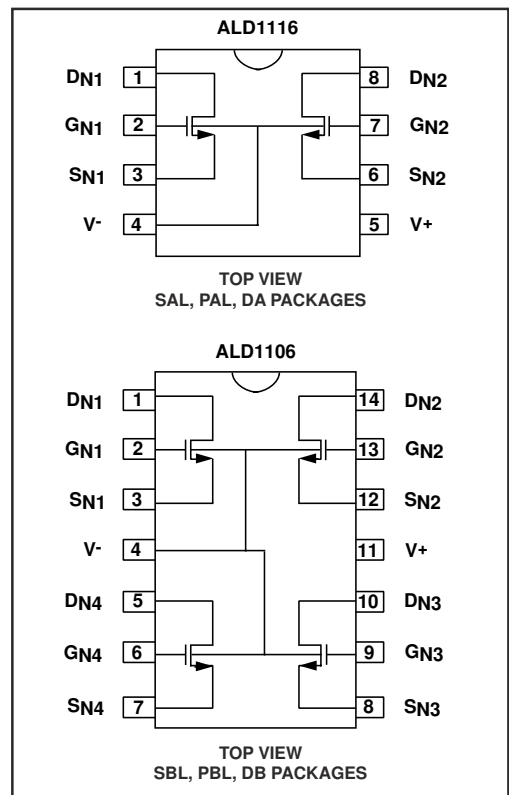 ALD1116
DN1 1 8 DN2
GN1 2 7 GN2
SN1 3 6 SN2
V- 4 5 V+
TOP VIEW
SAL, PAL, DA PACKAGES
ALD1106
DN1 1 14 DN2
GN1 2 13 GN2
SN1 3 12 SN2
V- 4 11 V+
DN4 5 10 DN3
GN4 6 9 GN3
SN4 7 8 SN3
TOP VIEW
SBL, PBL, DB PACKAGES